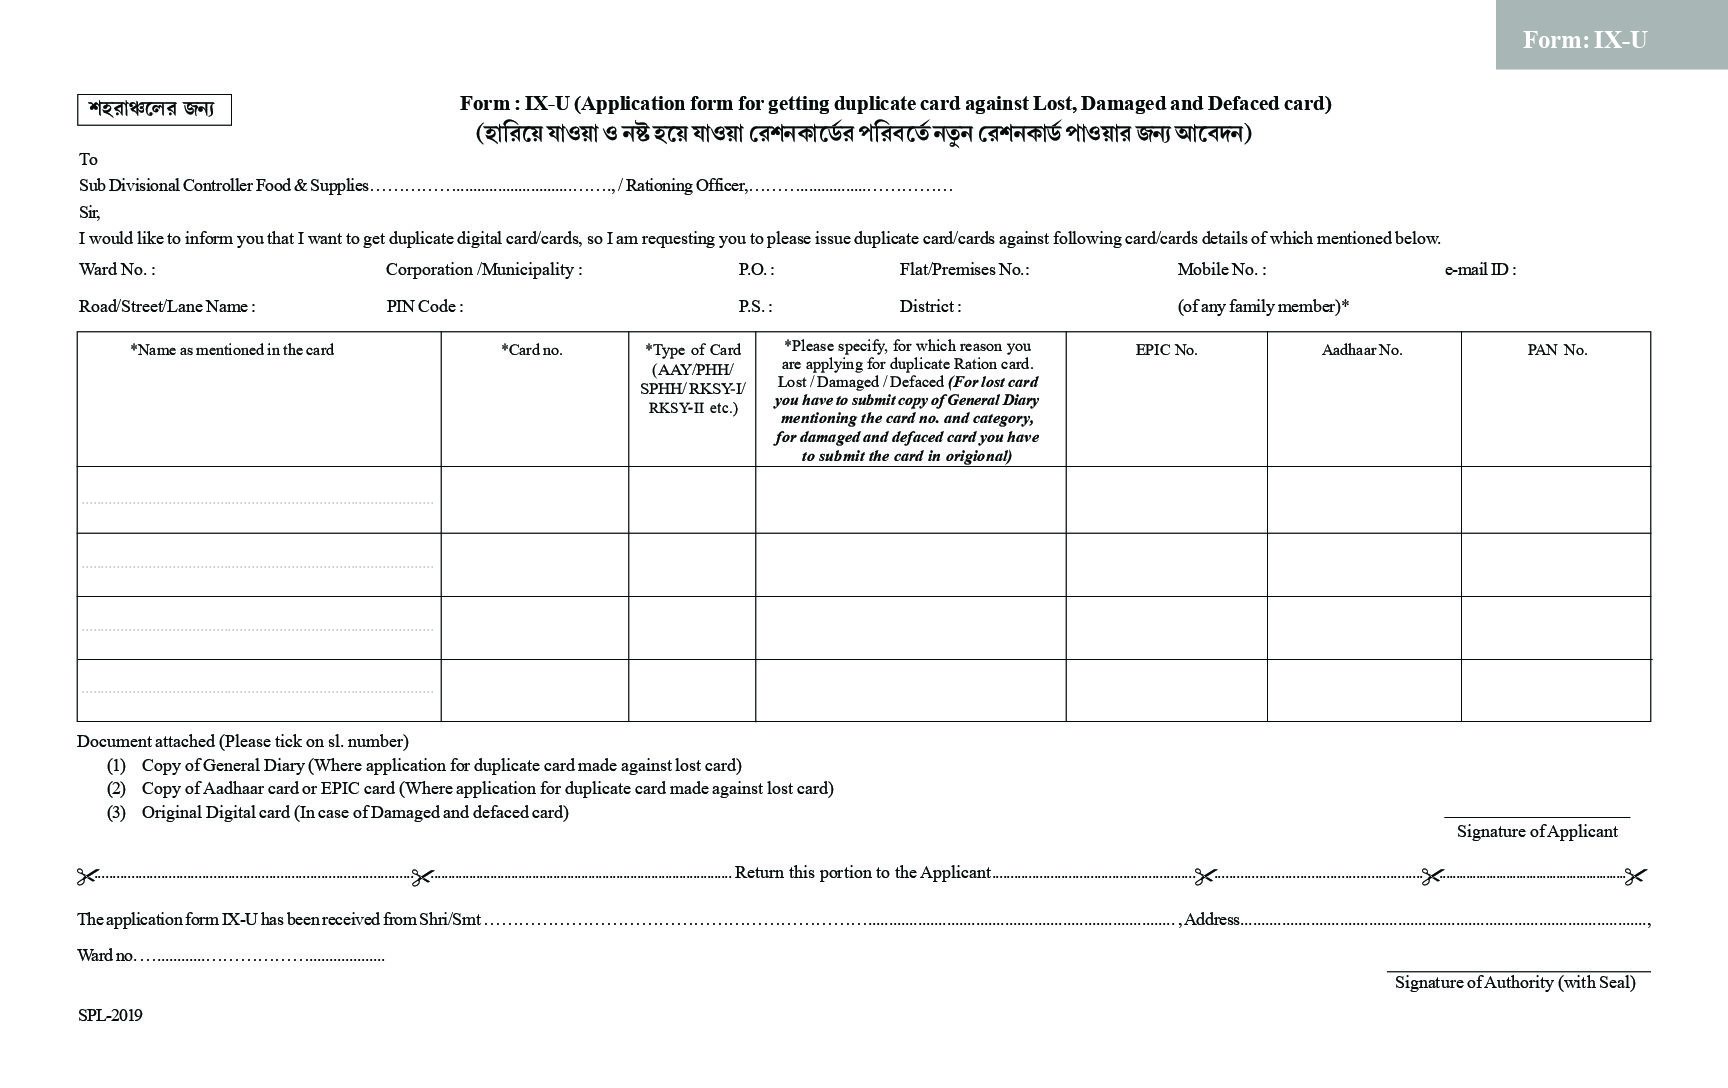 Form: IX-U
শহরাঞ্চলের জন্য
Form : IX-U (Application form for getting duplicate card against Lost, Damaged and Defaced card)
(হারিয়ে যাওয়া ও নষ্ট হয়ে যাওয়া রেশনকার্ডের পরিবর্তে নতুন রেশনকার্ড পাওয়ার জন্য আবেদন)
To
Sub Divisional Controller Food & Supplies........................................., / Rationing Officer,........................................
Sir,
I would like to inform you that I want to get duplicate digital card/cards, so I am requesting you to please issue duplicate card/cards against following card/cards details of which mentioned below.
Ward No. : Corporation /Municipality : P.O. : Flat/Premises No.: Mobile No. : e-mail ID :
Road/Street/Lane Name : PIN Code : P.S. : District : (of any family member)*
*Name as mentioned in the card
*Card no.
*Type of Card
(AAY/PHH/
SPHH/ RKSY-I/
RKSY-II etc.)
*Please specify, for which reason you
are applying for duplicate Ration card.
Lost / Damaged / Defaced (For lost card
you have to submit copy of General Diary
mentioning the card no. and category,
for damaged and defaced card you have
to submit the card in origional)
EPIC No.
Aadhaar No.
PAN No.
Document attached (Please tick on sl. number)
(1) Copy of General Diary (Where application for duplicate card made against lost card)
(2) Copy of Aadhaar card or EPIC card (Where application for duplicate card made against lost card)
(3) Original Digital card (In case of Damaged and defaced card)
Signature of Applicant
Return this portion to the Applicant
The application form IX-U has been received from Shri/Smt ........................................, Address........................................,
Ward no........................................
Signature of Authority (with Seal)
SPL-2019